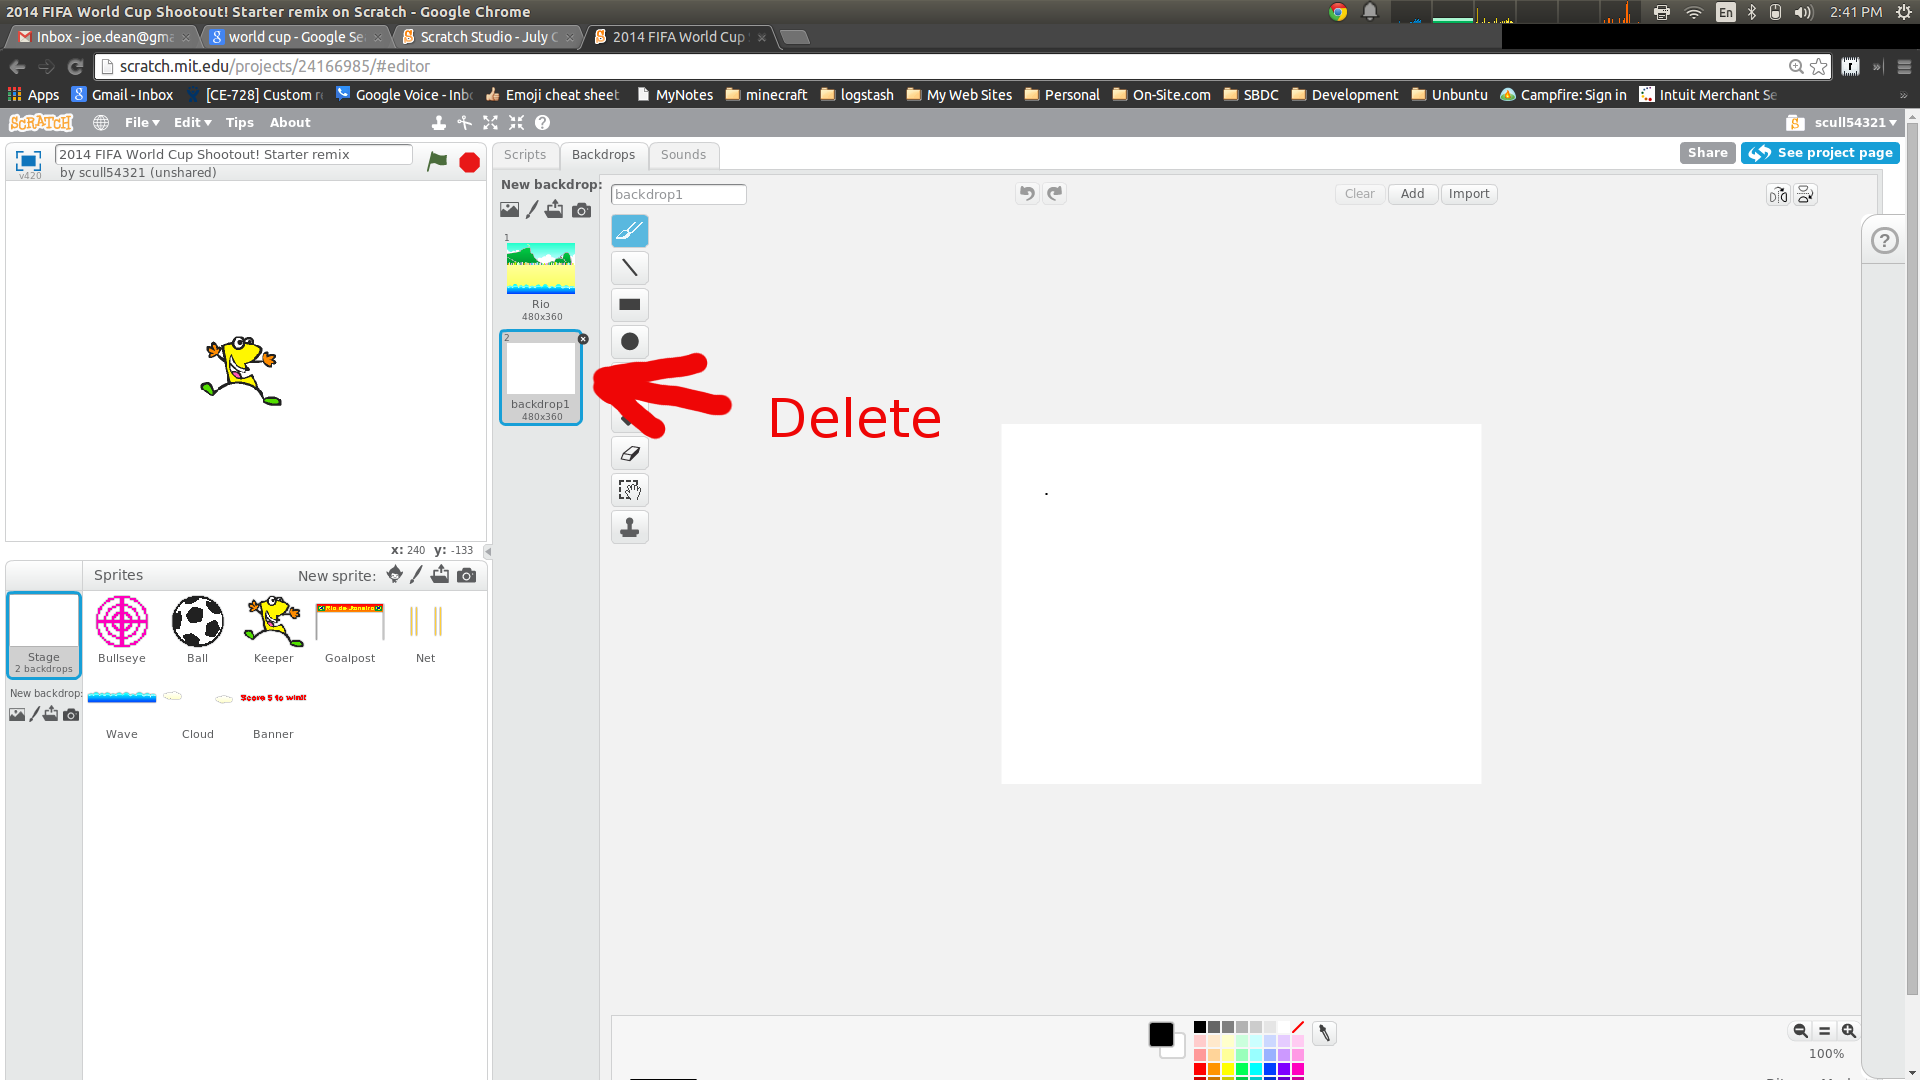 2014 FIFA World Cup Shootout! Starter remix on Scratch - Google Chrome
En
2:41 PM
Inbox - joe.dean@gma
world cup - Google Se
Scratch Studio - July
2014 FIFA World Cup
scratch.mit.edu/projects/24166985/#editor
Apps
Gmail - Inbox
[CE-728] Custom r
Google Voice - Inb
Emoji cheat sheet
MyNotes
minecraft
logstash
My Web Sites
Personal
On-Site.com
SBDC
Development
Unbuntu
Campfire: Sign in
Intuit Merchant Se
SCRATCH
File
Edit
Tips
About
scull54321
v420
2014 FIFA World Cup Shootout! Starter remix
by scull54321 (unshared)
Scripts
Backdrops
Sounds
Share
See project page
New backdrop:
backdrop1
Clear
Add
Import
1
Rio
480x360
2
backdrop1
480x360
Delete
x: 240 y: -133
Sprites
New sprite:
Stage
2 backdrops
New backdrop:
Bullseye
Ball
Keeper
Rio de Janeiro
Goalpost
Net
Wave
Cloud
Score 5 to win!!
Banner
100%